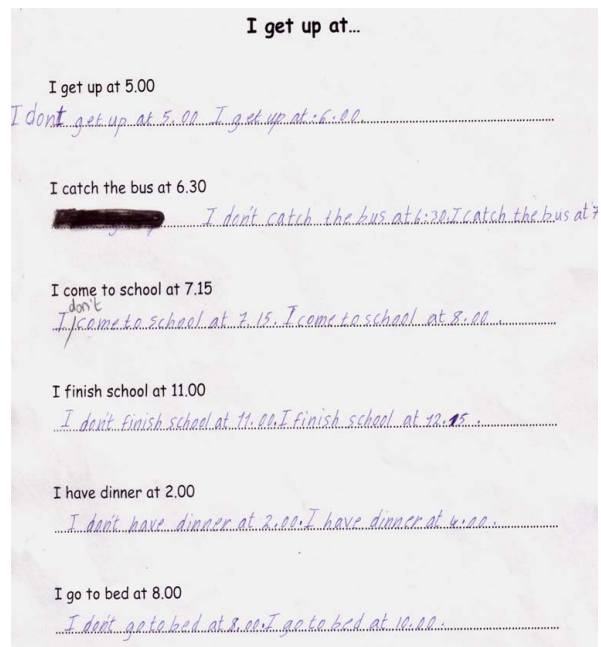 I get up at...
I get up at 5.00
I dont get up at 5.00 I get up at 6.00.
I catch the bus at 6.30
I don't catch the bus at 6:30. I catch the bus at 7
I come to school at 7.15
don't
I come to school at 7.15. I come to school at 8.00.
I finish school at 11.00
I don't finish school at 11.00. I finish school at 12.15.
I have dinner at 2.00
I don't have dinner at 2.00. I have dinner at 4.00.
I go to bed at 8.00
I don't go to bed at 8.00. I go to bed at 10.00.